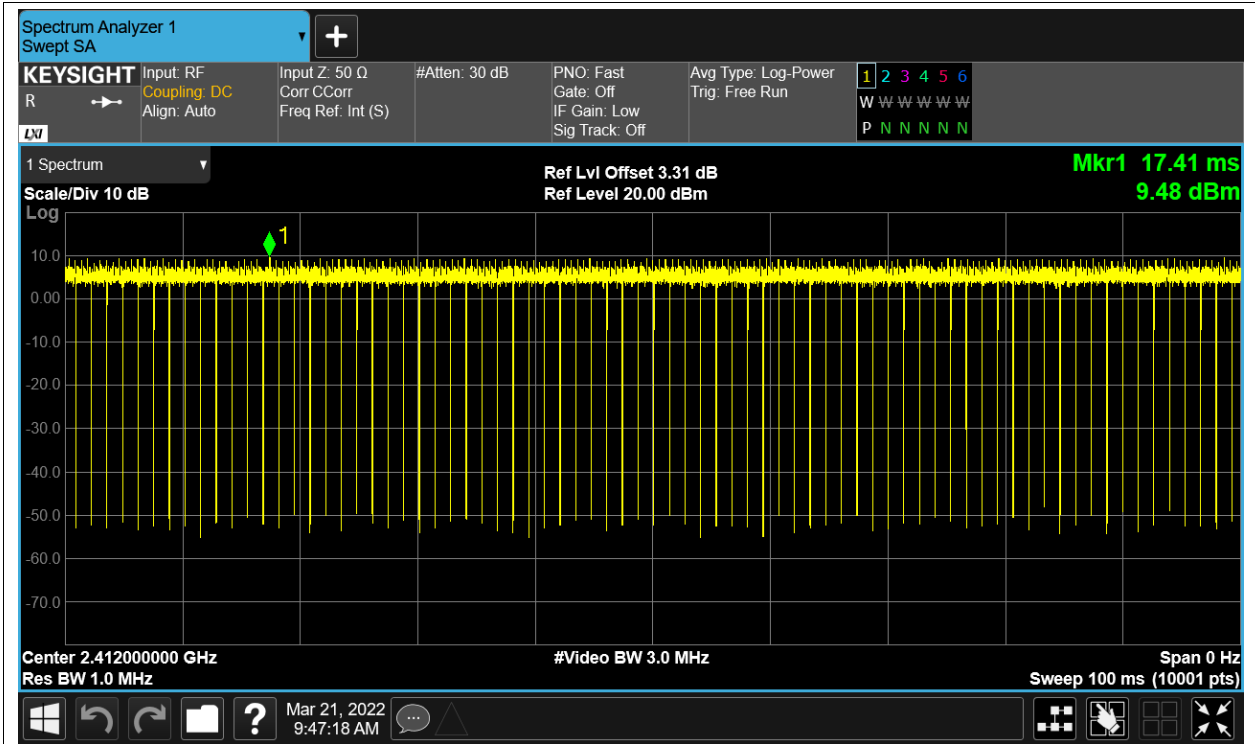 Spectrum Analyzer 1
Swept SA
+
KEYSIGHT
R
LXI
Input: RF
Coupling: DC
Align: Auto
Input Z: 50 Ω
Corr CCorr
Freq Ref: Int (S)
#Atten: 30 dB
PNO: Fast
Gate: Off
IF Gain: Low
Sig Track: Off
Avg Type: Log-Power
Trig: Free Run
1 2 3 4 5 6
W W W W W W
P N N N N N
1 Spectrum
Scale/Div 10 dB
Log
Ref Lvl Offset 3.31 dB
Ref Level 20.00 dBm
Mkr1 17.41 ms
9.48 dBm
1
10.0
0.00
-10.0
-20.0
-30.0
-40.0
-50.0
-60.0
-70.0
Center 2.412000000 GHz
Res BW 1.0 MHz
#Video BW 3.0 MHz
Span 0 Hz
Sweep 100 ms (10001 pts)
?
Mar 21, 2022
9:47:18 AM